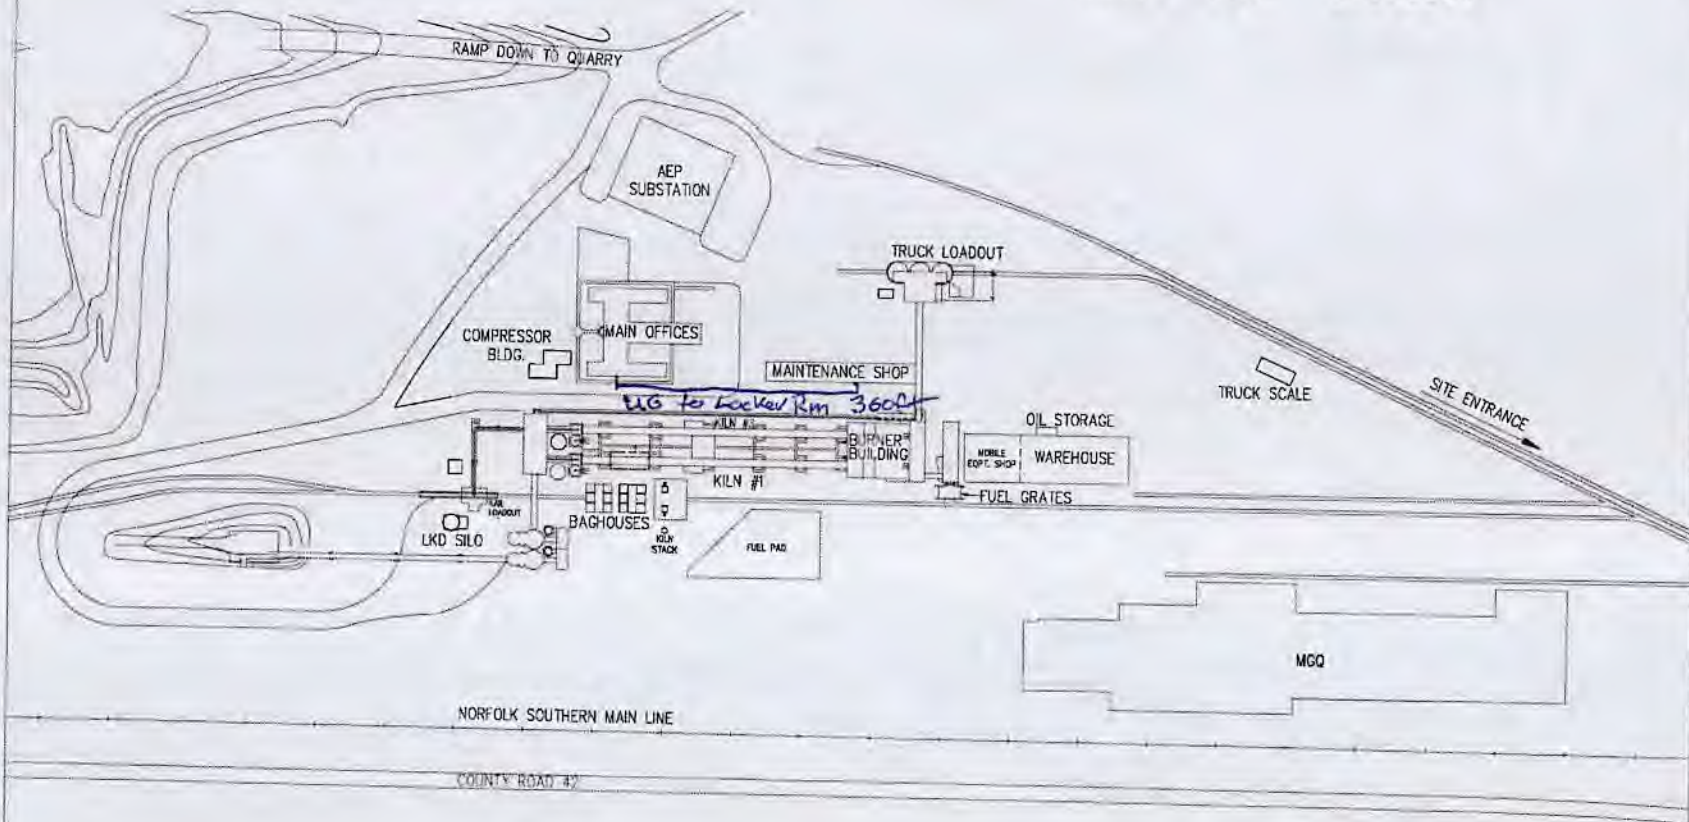 RAMP DOWN TO QUARRY
AEP
SUBSTATION
TRUCK LOADOUT
COMPRESSOR
BLDG.
MAIN OFFICES
MAINTENANCE SHOP
TRUCK SCALE
SITE ENTRANCE
UG to Locker Rm 360ft
OIL STORAGE
BURNER
BUILDING
MOBILE
EQPT. SHOP
WAREHOUSE
KILN #1
FUEL GRATES
LOADOUT
BAGHOUSES
LKD SILO
KILN
STACK
FUEL PAD
MGQ
NORFOLK SOUTHERN MAIN LINE
COUNTY ROAD 42